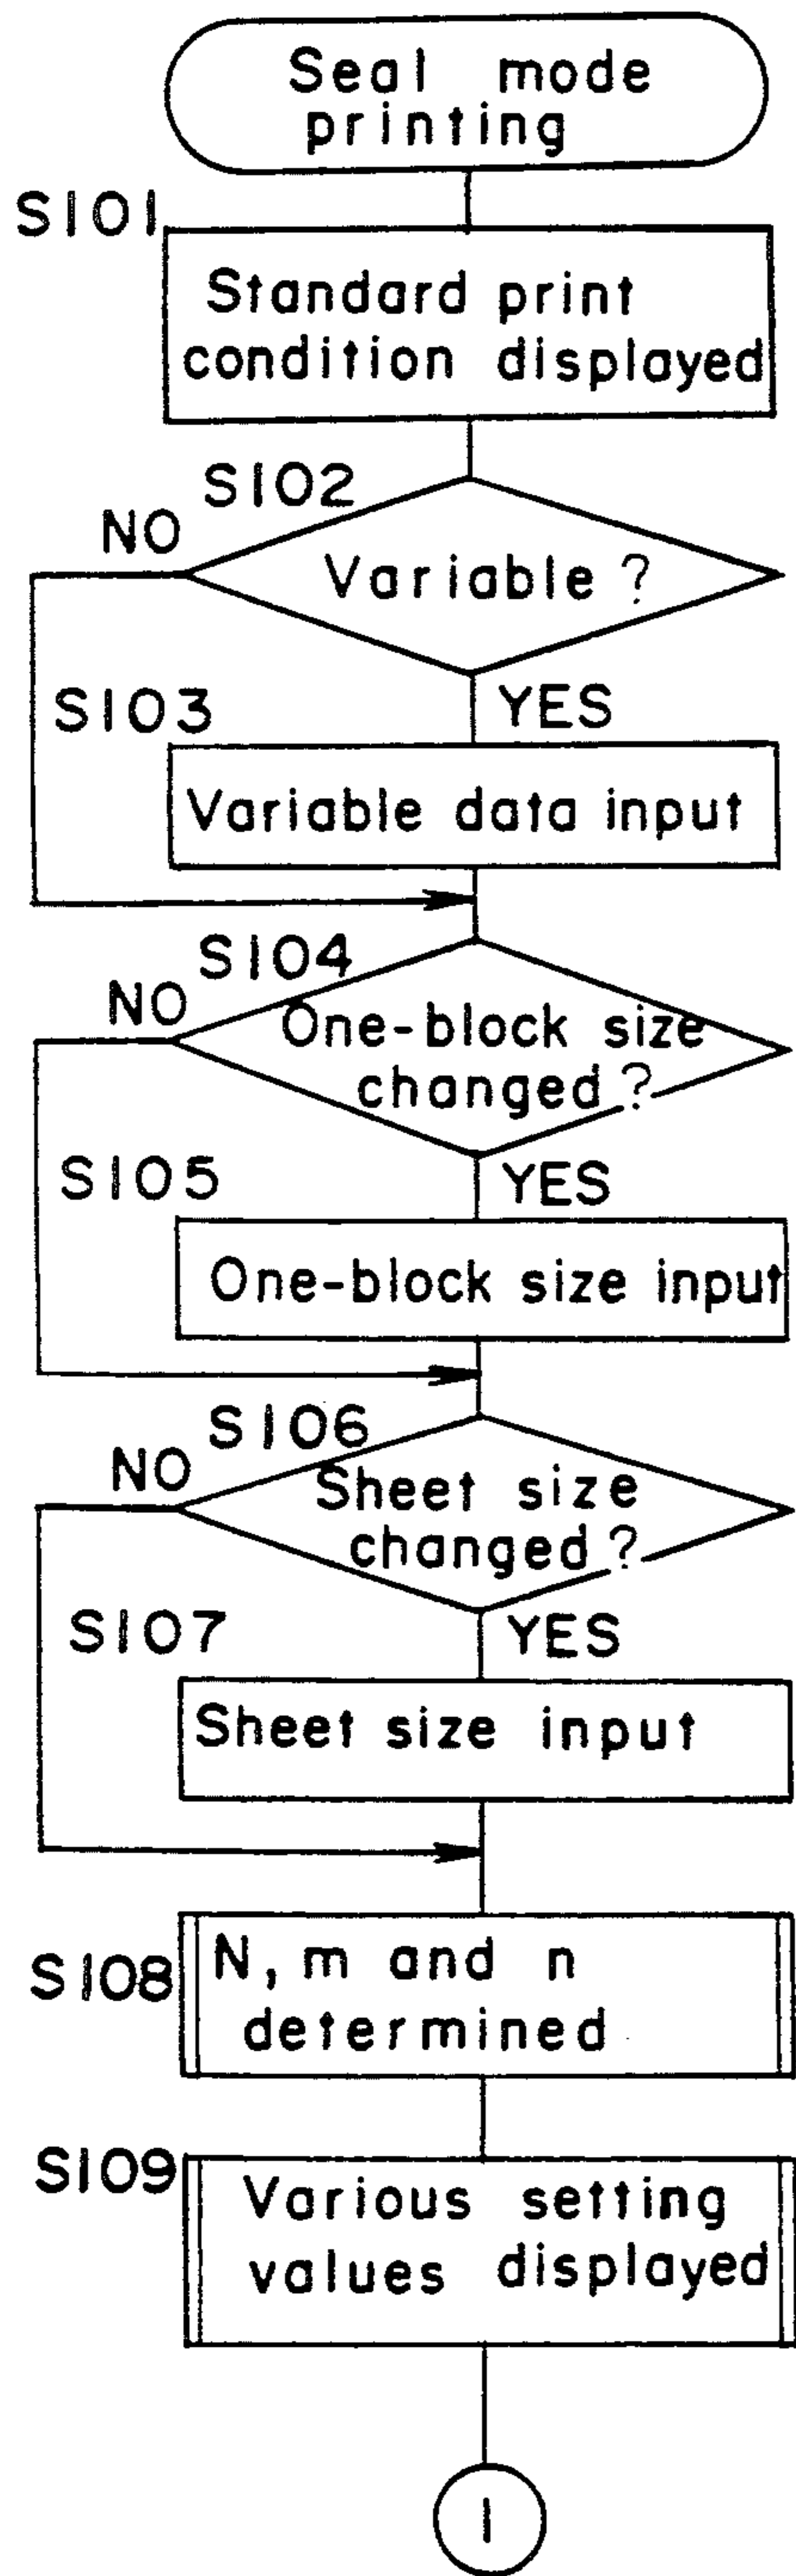 Seal mode
printing
S101
Standard print
condition displayed
S102
NO
Variable ?
S103
YES
Variable data input
S104
NO
One-block size
changed ?
S105
YES
One-block size input
S106
NO
Sheet size
changed ?
S107
YES
Sheet size input
S108
N, m and n
determined
S109
Various setting
values displayed
1